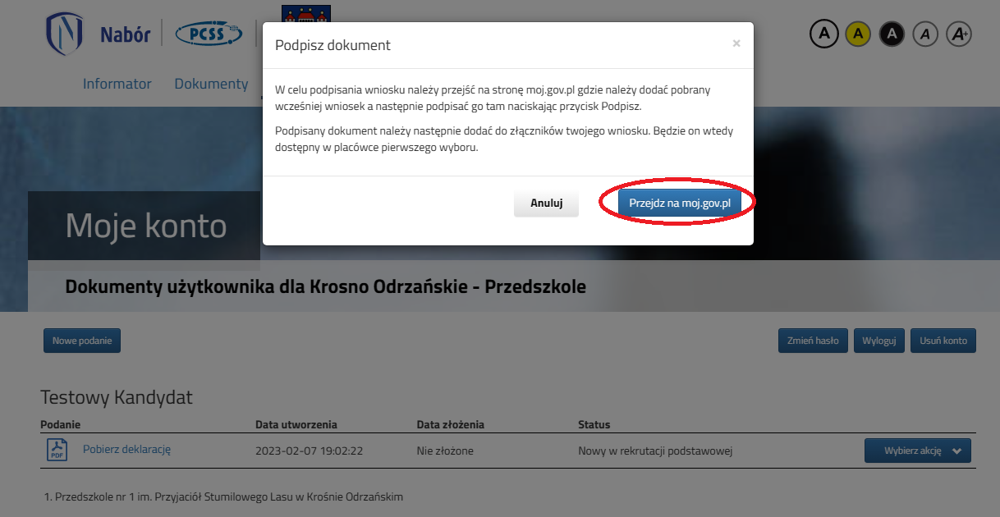 Nabór
PCSS
A A A A A+
Informator Dokumenty
Podpisz dokument ×
W celu podpisania wniosku należy przejść na stronę moj.gov.pl gdzie należy dodać pobrany
wcześniej wniosek a następnie podpisać go tam naciskając przycisk Podpisz.
Podpisany dokument należy następnie dodać do złączników twojego wniosku. Będzie on wtedy
dostępny w placówce pierwszego wyboru.
Anuluj Przejdz na moj.gov.pl
Moje konto
Dokumenty użytkownika dla Krosno Odrzańskie - Przedszkole
Nowe podanie Zmień hasło Wyloguj Usuń konto
Testowy Kandydat
Podanie Data utworzenia Data złożenia Status
PDF Pobierz deklarację 2023-02-07 19:02:22 Nie złożone Nowy w rekrutacji podstawowej Wybierz akcję
1. Przedszkole nr 1 im. Przyjaciół Stumilowego Lasu w Krośnie Odrzańskim